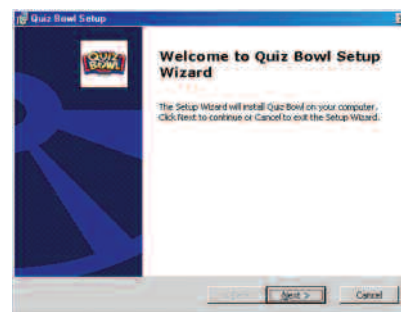 Quiz Bowl Setup
QUIZ
BOWL
Welcome to Quiz Bowl Setup
Wizard
The Setup Wizard will install Quiz Bowl on your computer.
Click Next to continue or Cancel to exit the Setup Wizard.
Next >
Cancel